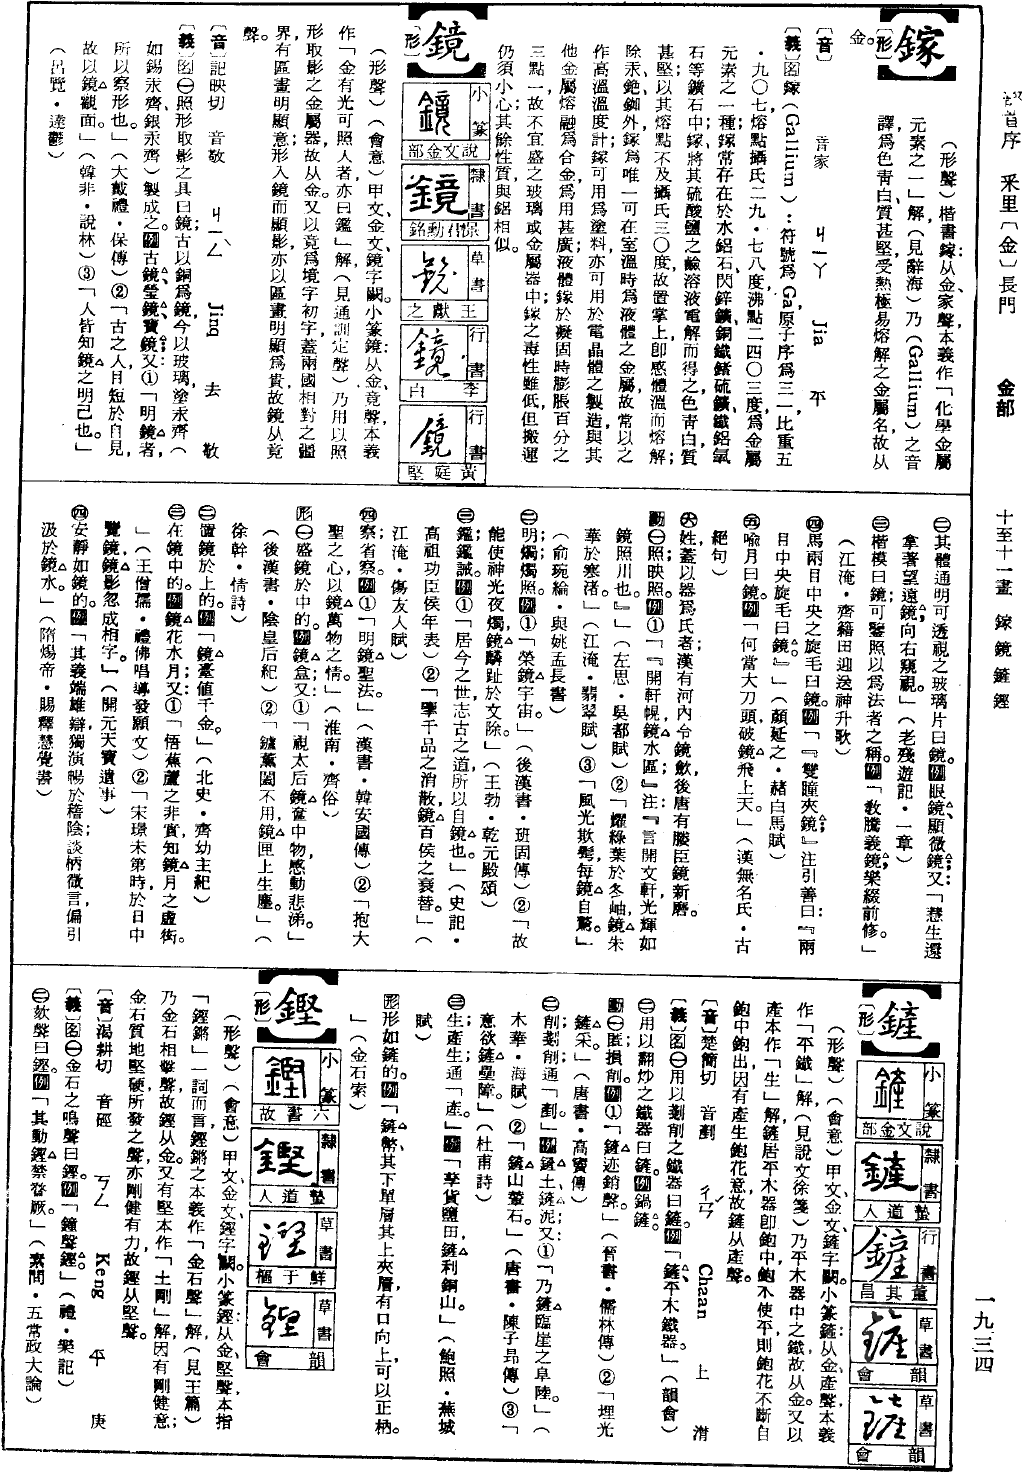 部首序　釆里〔金〕長門　金部　十至十一畫　鎵鏡鏟鏗　一九三四
鎵
〔形〕（形聲）楷書鎵：从金、家聲，本義作「化學金屬
元素之一」解（見辭海）乃（Gallium）之音
譯，爲色青白，質甚堅，受熱極易熔解之金屬名，故从
金。
〔音〕　音家　ㄐㄧㄚ　Jia　平
〔義〕図鎵（Gallium）：符號爲Ga，原子序爲三一，比重五
・九〇七，熔點攝氏二九・七八度，沸點二四〇三度，爲金屬
元素之一種；鎵常存在於水鋁石、閃鋅鑛、銅鐵鍺硫鑛、鐵鋁氧
石等鑛石中；鎵，將其硫酸鹽之鹼溶液電解而得之；色青白，質
甚堅；以其熔點不及攝氏三〇度，故置掌上卽感體溫而熔解；
除汞、銫、銣外，鎵爲唯一可在室溫時爲液體之金屬，故常以之
作高溫溫度計；鎵可用爲塗料，亦可用於電晶體之製造，與其
他金屬熔融爲合金，爲用甚廣；液體鎵於凝固時膨脹百分之
三點一，故不宜盛之玻璃或金屬器中；鎵之毒性雖低，但搬運
仍須小心；其餘性質與鋁相似。
鏡
小篆　說文金部
隸書　景君勳銘
草書　王獻之
行書　李白
行書　黃庭堅
〔形〕（形聲）（會意）甲文、金文鏡字闕。小篆鏡：从金、竟聲，本義
作「金有光可照人者，亦曰鑑」解（見通訓定聲）乃用以照
形取影之金屬器，故从金。又以竟爲境字初字，蓋兩國相對之疆
界，有區畫明顯意，形入鏡而顯影，亦以區畫明顯爲貴，故鏡从竟
聲。
〔音〕記映切　音敬　ㄐㄧㄥˋ　Jing　去　敬
〔義〕図㊀照形取影之具曰鏡；古以銅爲鏡，今以玻璃塗汞齊（
如錫汞齊、銀汞齊）製成之。例古鏡、瑩鏡、寶鏡；又：①「明鏡者，
所以察形也。」（大戴禮・保傅）②「古之人目短於自見，
故以鏡觀面。」（韓非・說林）③「人皆知鏡之明己也。」
（呂覽・達鬱）
㊁其體通明可透視之玻璃片曰鏡。例眼鏡、顯微鏡；又：「慧生還
拿著望遠鏡，向右窺視。」（老殘遊記・一章）
㊂楷模曰鏡；可鑒照以爲法者之稱。例「敎騰義鏡，樂綴前修。」
（江淹・齊籍田迎送神升歌）
㊃馬兩目中央之旋毛曰鏡。例「『雙瞳夾鏡』注引善曰：『兩
目中央旋毛曰鏡。』」（顏延之・赭白馬賦）
㊄喻月曰鏡。例「何當大刀頭，破鏡飛上天。」（漢無名氏・古
絕句）
㊅姓；蓋以器爲氏者；漢有河內令鏡歛，後唐有勝臣鏡新磨。
動㊀照；映照。例①「『開軒幌，鏡水區』注：『言開文軒，光輝如
鏡照川也。』」（左思・吳都賦）②「燿綠葉於冬岫，鏡朱
華於寒渚。」（江淹・翡翠賦）③「風光欺鬢，每鏡自驚。」
（兪琬綸・與姚孟長書）
㊁明；燭；燭照。例①「榮鏡宇宙。」（後漢書・班固傳）②「故
能使神光夜燭，鏡麟趾於文除。」（王勃・乾元殿頌）
㊂鑑；鑑誡。例①「居今之世，志古之道，所以自鏡也。」（史記・
高祖功臣侯年表）②「攣千品之消散，鏡百侯之衰替。」（
江淹・傷友人賦）
㊃察；省察。例①「明鏡聖法。」（漢書・韓安國傳）②「抱大
聖之心，以鏡萬物之情。」（淮南・齊俗）
形㊀盛鏡於中的。例鏡盒；又：①「視太后鏡奩中物，感動悲涕。」
（後漢書・陰皇后紀）②「鑪薰闔不用，鏡匣上生塵。」（
徐幹・情詩）
㊁置鏡於上的。例「鏡臺値千金。」（北史・齊幼主紀）
㊂在鏡中的。例鏡花水月；又：①「悟蕉蘆之非實，知鏡月之虛衒。
」（王僧孺・禮佛唱導發願文）②「宋璟未第時，於日中
覽鏡，鏡影忽成相字。」（開元天寶遺事）
㊃安靜如鏡的。例「其義端雄辯，獨演暢於稽陰；談柄微言，偏引
汲於鏡水。」（隋煬帝・賜釋慧覺書）
鏟
小篆　說文金部
隸書　蟄道人
行書　董其昌
草書　韻會
草書　韻會
〔形〕（形聲）（會意）甲文、金文、鏟字闕。小篆鏟：从金、產聲，本義
作「平鐵」解（見說文徐箋）乃平木器中之鐵，故从金。又以
產本作「生」解，鏟居平木器卽鉋中，鉋木使平則鉋花不斷自
鉋中鉋出，因有產生鉋花意，故鏟从產聲。
〔音〕楚簡切　音剷　ㄔㄢˇ　Chaan　上　潸
〔義〕図㊀用以剗削之鐵器曰鏟。例「鏟，平木鐵器。」（韻會）
㊁用以翻炒之鐵器曰鏟。例鍋鏟。
動㊀匿；損；削。例①「鏟迹銷聲。」（晉書・儒林傳）②「埋光
鏟采。」（唐書・高竇傳）
㊁削；剗削；通「剷」。例鏟土、鏟泥；又：①「乃鏟臨崖之阜陸。」（
木華・海賦）②「鏟山輦石。」（唐書・陳子昂傳）③「
意欲鏟疊障。」（杜甫詩）
㊂生產；生；通「產」。例「孳貨鹽田，鏟利銅山。」（鮑照・蕪城
賦）
形形如鏟的。例「鏟幣，其下單層，其上夾層有口向上，可以正柄。
」（金石索）
鏗
小篆　六書故
隸書　蟄道人
草書　鮮于樞
草書　韻會
〔形〕（形聲）（會意）甲文、金文鏗字闕。小篆鏗：从金、堅聲，本指
「鏗鏘」一詞而言；鏗鏘之本義作「金石聲」解（見玉篇）
乃金石相擊聲，故鏗从金。又有堅本作「土剛」解，因有剛健意；
金石質地堅硬，所發之聲亦剛健有力，故鏗从堅聲。
〔音〕渴耕切　音硜　ㄎㄥ　Keng　平　庚
〔義〕図㊀金石之鳴聲曰鏗。例「鐘聲鏗。」（禮・樂記）
㊁欬聲曰鏗。例「其動鏗禁瞀厥。」（素問・五常政大論）